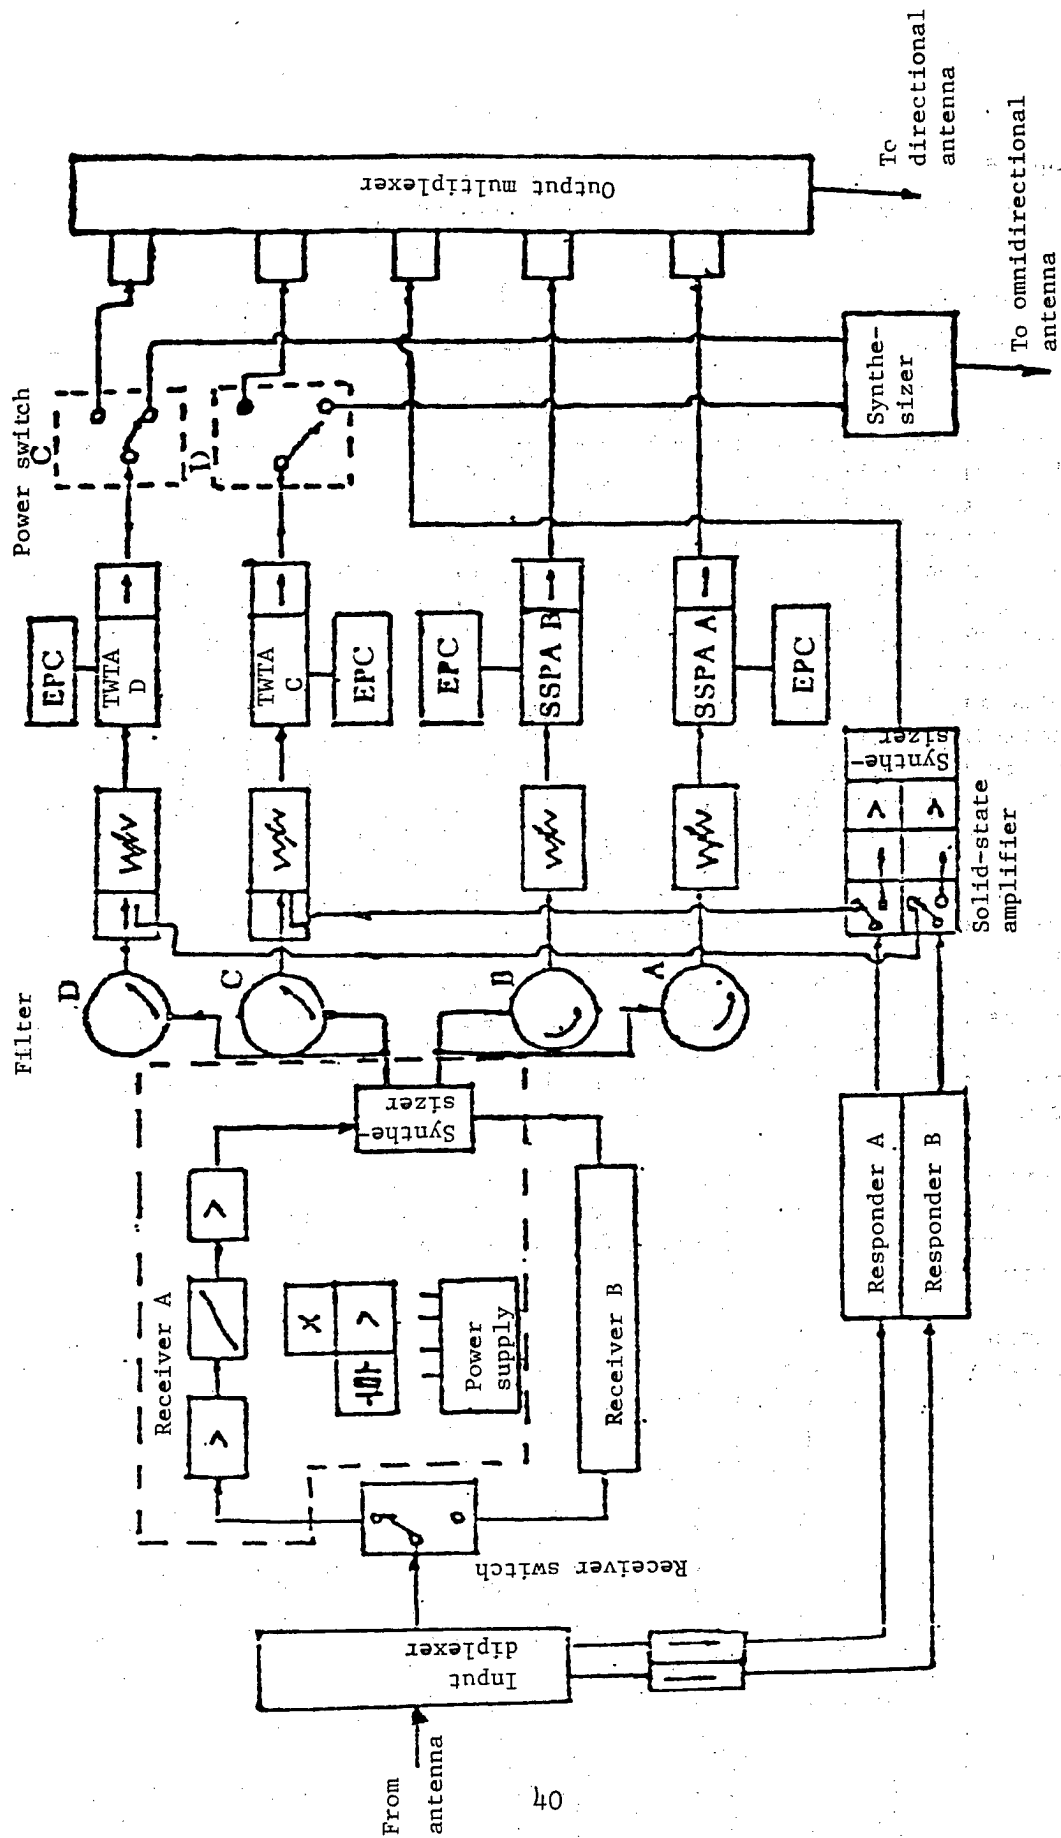 From
antenna
Input
diplexer
Receiver switch
Receiver A
Power
supply
Receiver B
Synthe-
sizer
Filter
D
C
B
A
Responder A
Responder B
EPC
TWTA
D
TWTA
C
EPC
EPC
SSPA B
SSPA A
EPC
Synthe-
sizer
Solid-state
amplifier
Power switch
C
D
Output multiplexer
Synthe-
sizer
To
directional
antenna
To omnidirectional
antenna
40